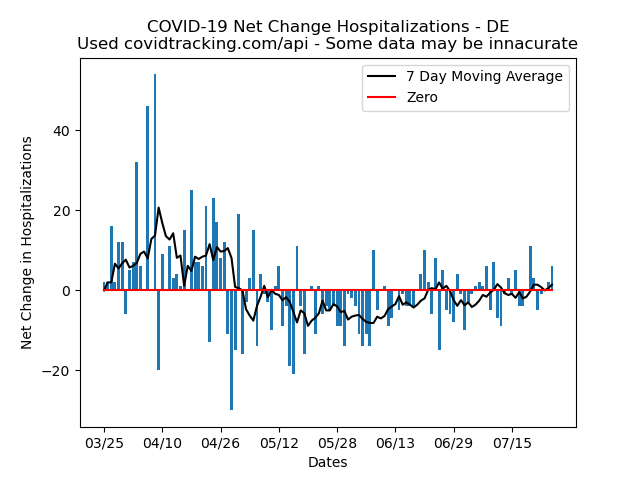 COVID-19 Net Change Hospitalizations - DE
Used covidtracking.com/api - Some data may be innacurate
7 Day Moving Average
Zero
Net Change in Hospitalizations
40
20
0
−20
03/25 04/10 04/26 05/12 05/28 06/13 06/29 07/15
Dates